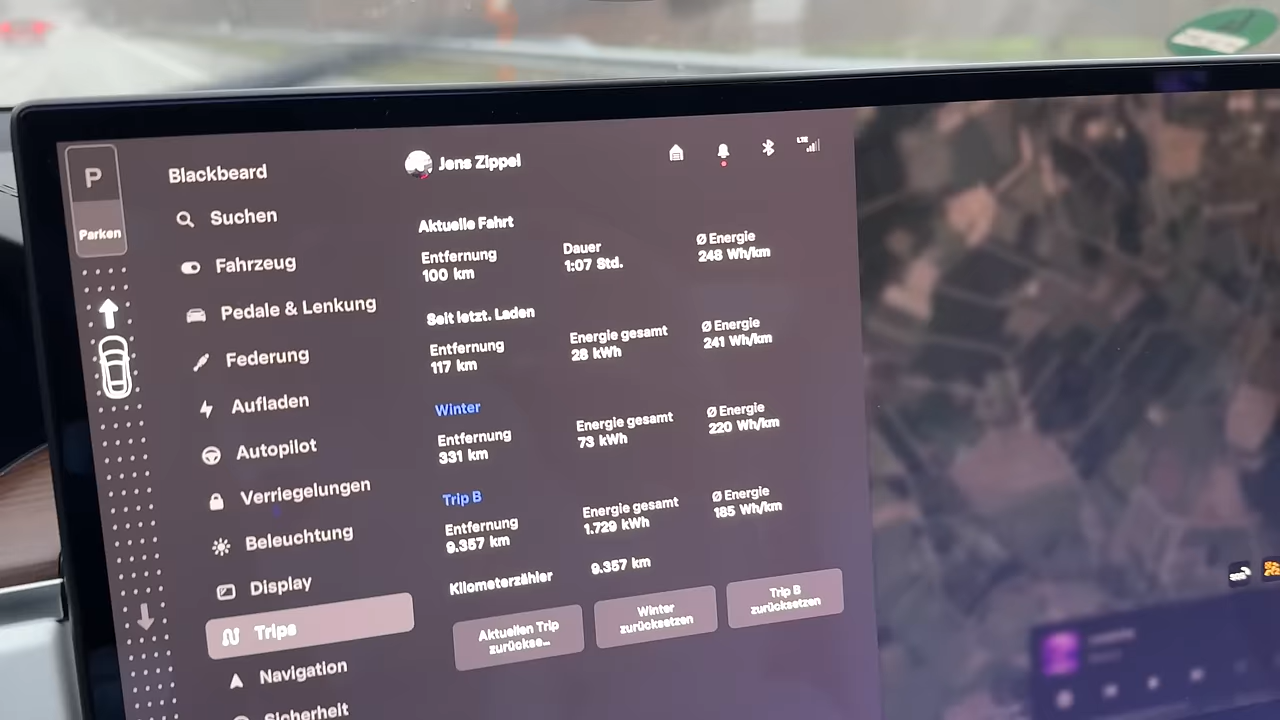 P
Parken
Blackbeard
Suchen
Fahrzeug
Pedale & Lenkung
Federung
Aufladen
Autopilot
Verriegelungen
Beleuchtung
Display
Trips
Navigation
Sicherheit
Jens Zippel
LTE
Aktuelle Fahrt
Entfernung
100 km
Dauer
1:07 Std.
Ø Energie
248 Wh/km
Seit letzt. Laden
Entfernung
117 km
Energie gesamt
28 kWh
Ø Energie
241 Wh/km
Winter
Entfernung
331 km
Energie gesamt
73 kWh
Ø Energie
220 Wh/km
Trip B
Entfernung
9.357 km
Energie gesamt
1.729 kWh
Ø Energie
185 Wh/km
Kilometerzähler
9.357 km
Aktuellen Trip
zurückse...
Winter
zurücksetzen
Trip B
zurücksetzen